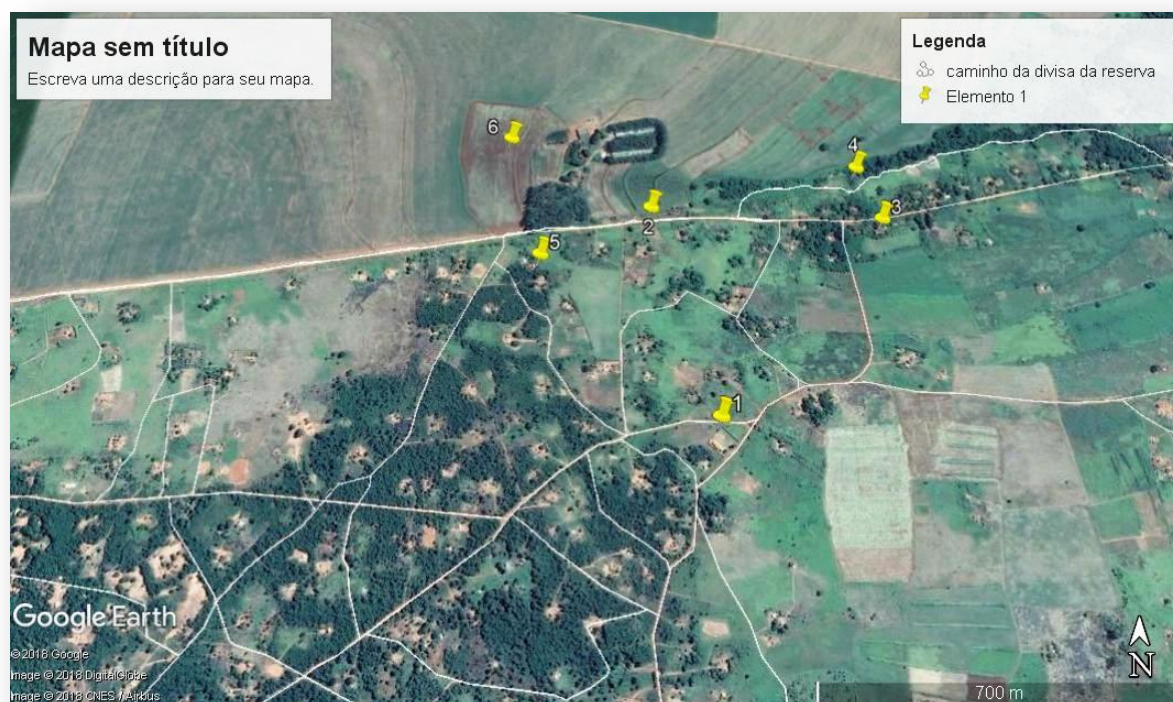 Mapa sem título
Escreva uma descrição para seu mapa.
Legenda
caminho da divisa da reserva
Elemento 1
6
4
3
2
5
1
Google Earth
© 2018 Google
Image © 2018 DigitalGlobe
Image © 2018 CNES / Airbus
N
700 m